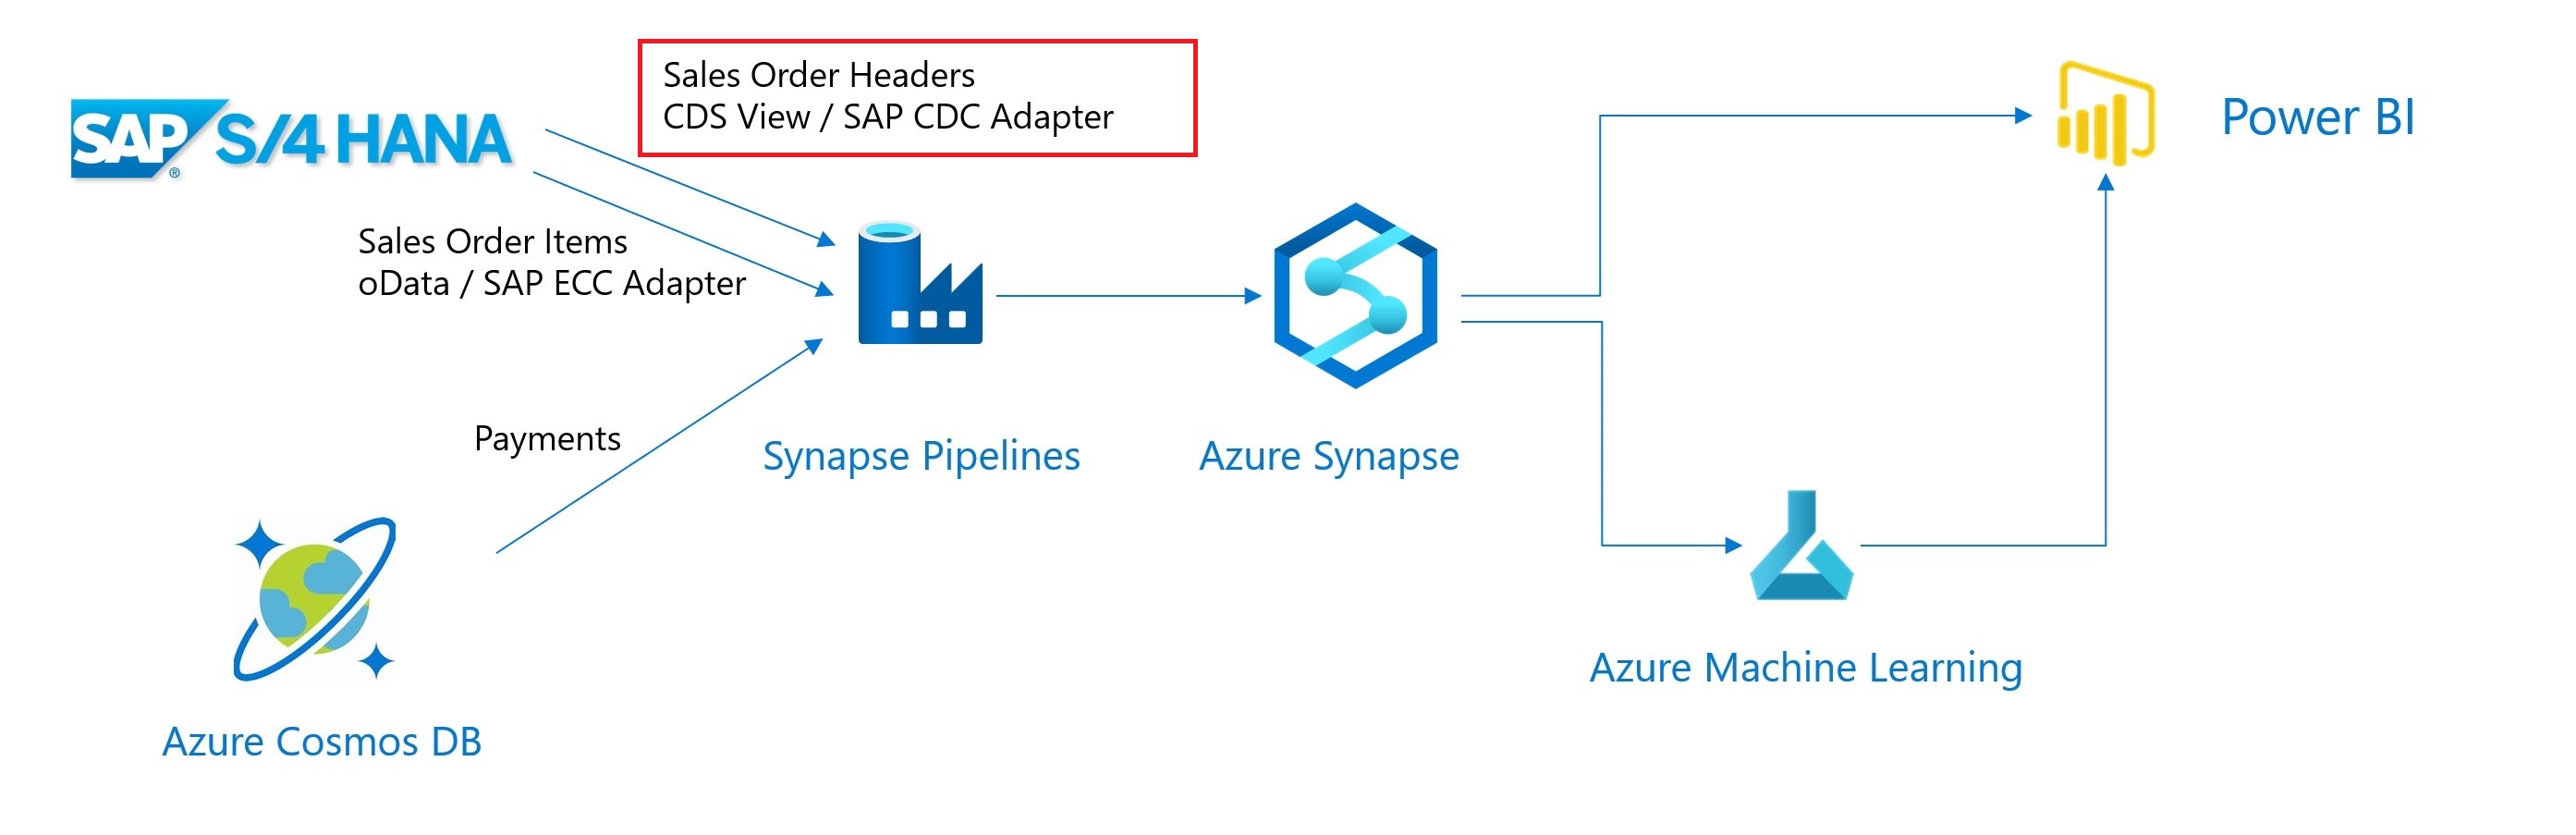 Sales Order Headers
CDS View / SAP CDC Adapter
SAP® S/4 HANA
Power BI
Sales Order Items
oData / SAP ECC Adapter
Payments
Synapse Pipelines
Azure Synapse
Azure Machine Learning
Azure Cosmos DB